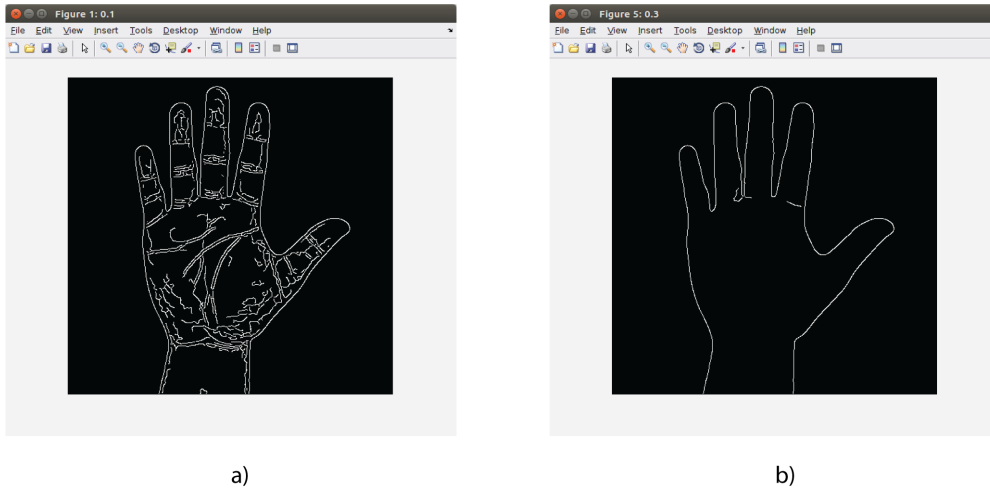 Figure 1: 0.1
File Edit View Insert Tools Desktop Window Help
Figure 5: 0.3
File Edit View Insert Tools Desktop Window Help
a)
b)